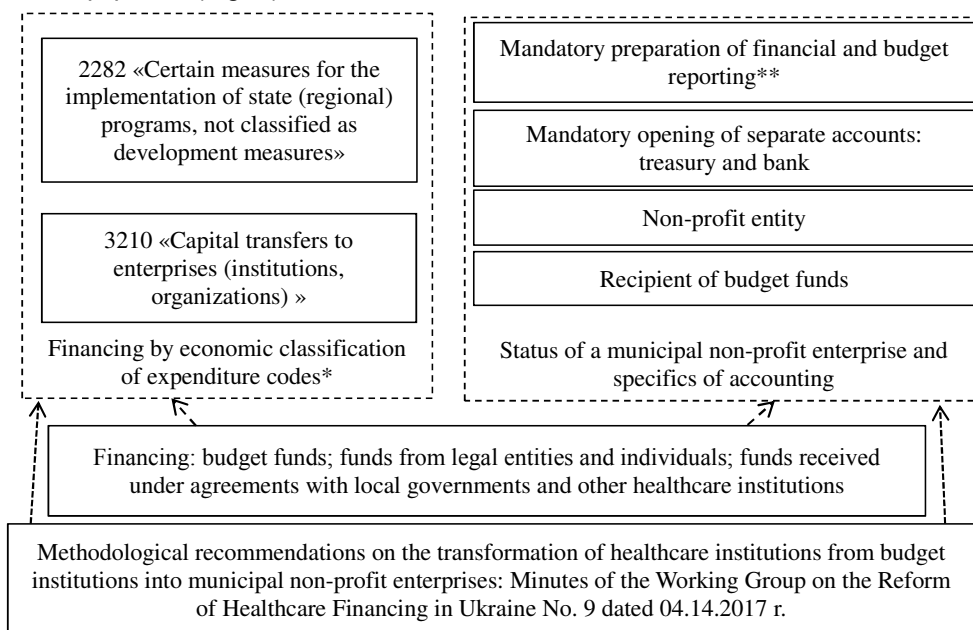 2282 «Certain measures for the
implementation of state (regional)
programs, not classified as
development measures»
3210 «Capital transfers to
enterprises (institutions,
organizations) »
Financing by economic classification
of expenditure codes*
Mandatory preparation of financial and budget
reporting**
Mandatory opening of separate accounts:
treasury and bank
Non-profit entity
Recipient of budget funds
Status of a municipal non-profit enterprise and
specifics of accounting
Financing: budget funds; funds from legal entities and individuals; funds received
under agreements with local governments and other healthcare institutions
Methodological recommendations on the transformation of healthcare institutions from budget
institutions into municipal non-profit enterprises: Minutes of the Working Group on the Reform
of Healthcare Financing in Ukraine No. 9 dated 04.14.2017 r.